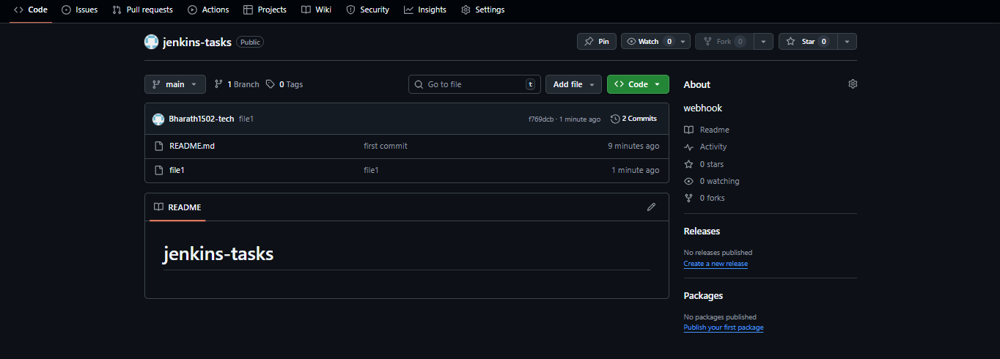 Code Issues Pull requests Actions Projects Wiki Security Insights Settings
jenkins-tasks Public Pin Watch 0 Fork 0 Star 0
main 1 Branch 0 Tags Go to file t Add file Code
Bharath1502-tech file1 f769dcb · 1 minute ago 2 Commits
README.md first commit 9 minutes ago
file1 file1 1 minute ago
README
jenkins-tasks
About
webhook
Readme
Activity
0 stars
0 watching
0 forks
Releases
No releases published
Create a new release
Packages
No packages published
Publish your first package